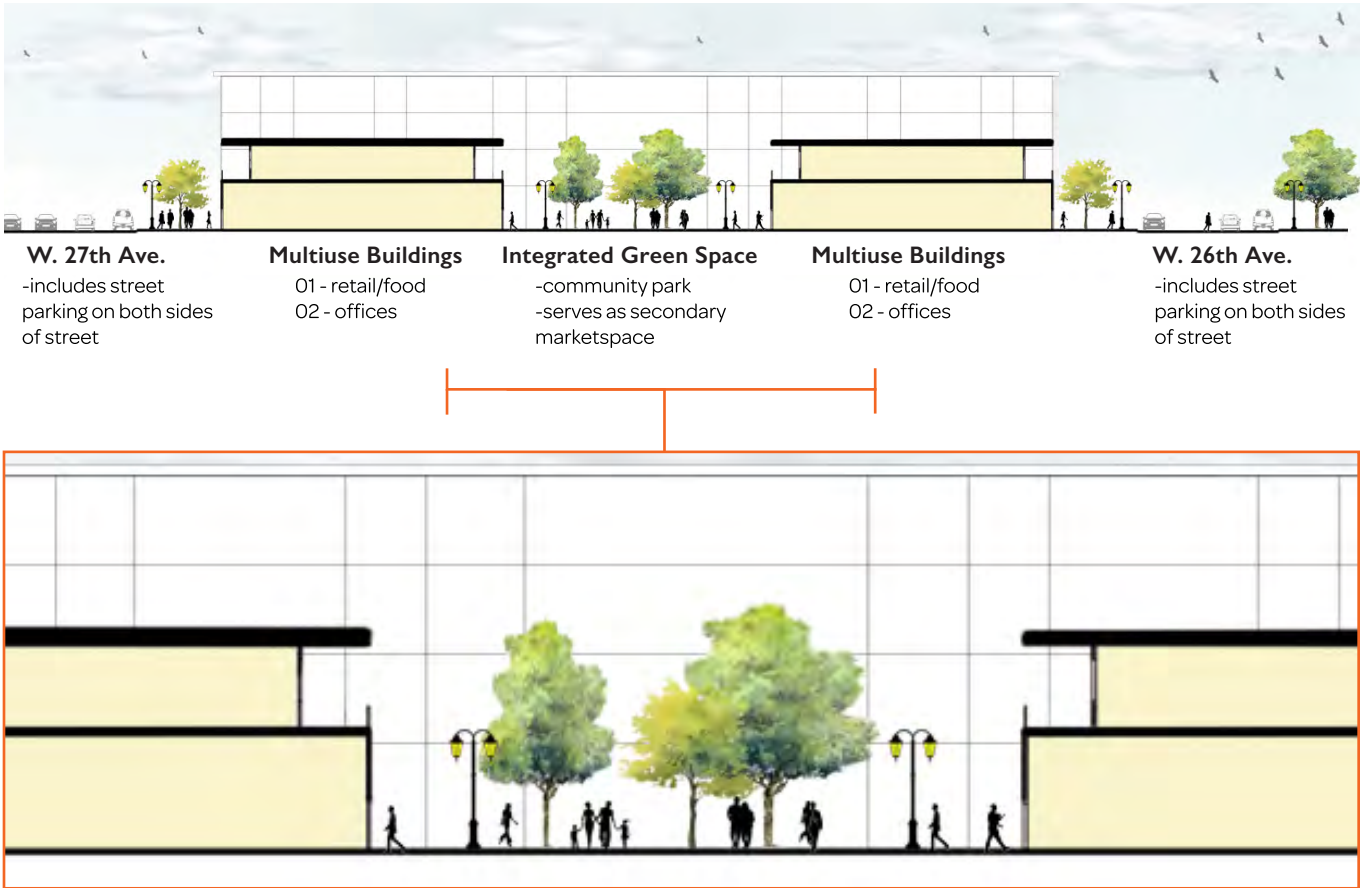 W. 27th Ave.
-includes street
parking on both sides
of street
Multiuse Buildings
01 - retail/food
02 - offices
Integrated Green Space
-community park
-serves as secondary
marketspace
Multiuse Buildings
01 - retail/food
02 - offices
W. 26th Ave.
-includes street
parking on both sides
of street